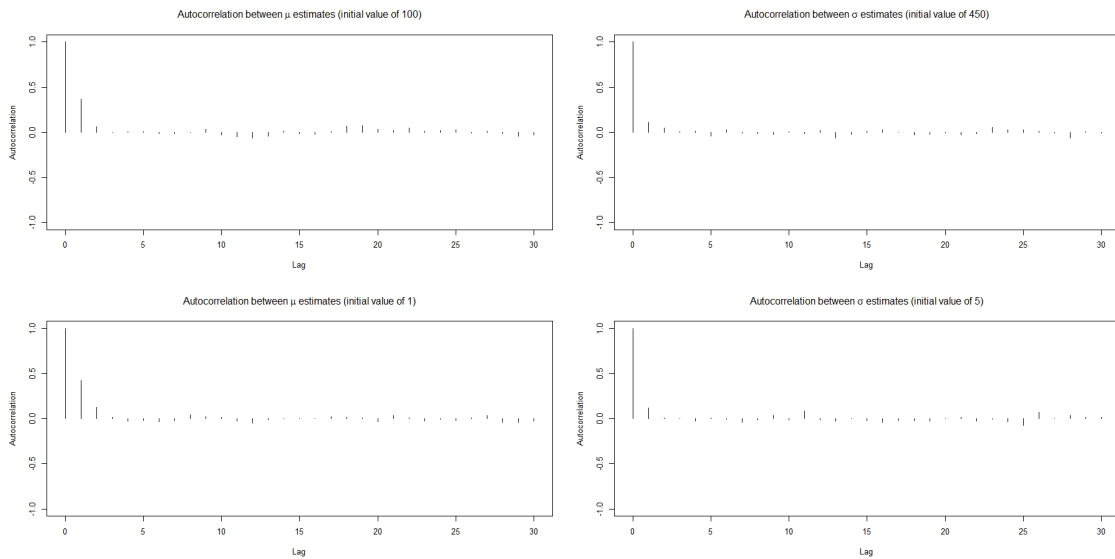 Autocorrelation between μ estimates (initial value of 100)
1.0
0.5
0.0
-0.5
-1.0
Autocorrelation
0 5 10 15 20 25 30
Lag
Autocorrelation between σ estimates (initial value of 450)
1.0
0.5
0.0
-0.5
-1.0
Autocorrelation
0 5 10 15 20 25 30
Lag
Autocorrelation between μ estimates (initial value of 1)
1.0
0.5
0.0
-0.5
-1.0
Autocorrelation
0 5 10 15 20 25 30
Lag
Autocorrelation between σ estimates (initial value of 5)
1.0
0.5
0.0
-0.5
-1.0
Autocorrelation
0 5 10 15 20 25 30
Lag